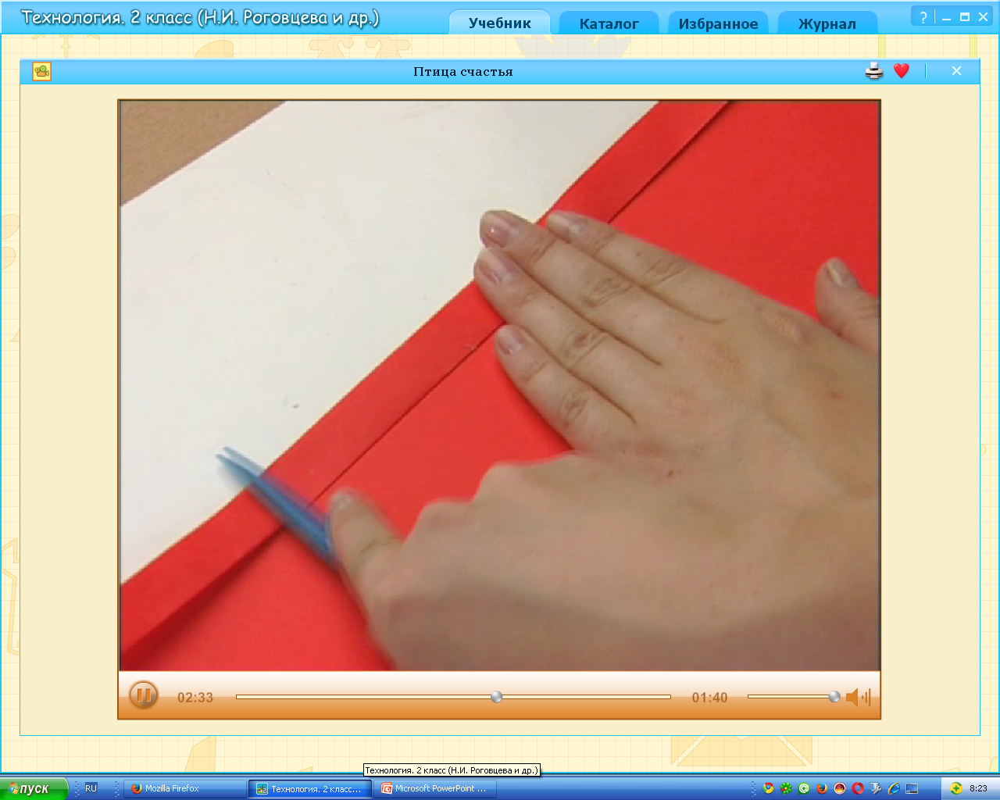 Технология. 2 класс (Н.И. Роговцева и др.)
Учебник
Каталог
Избранное
Журнал
?
Птица счастья
02:33
01:40
Технология. 2 класс (Н.И. Роговцева и др.)
пуск
RU
Mozilla Firefox
Технология. 2 класс...
Microsoft PowerPoint ...
8:23